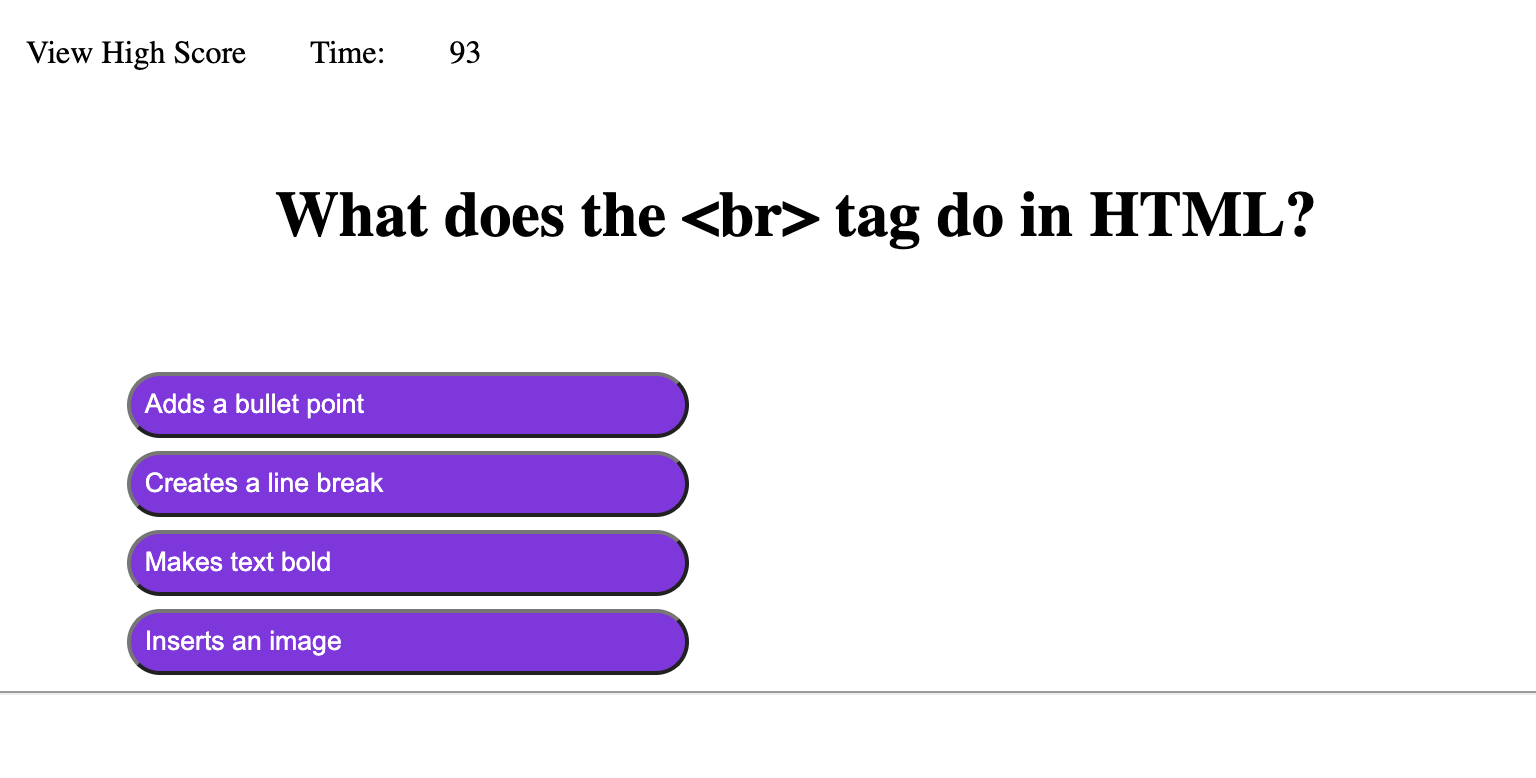 View High Score Time: 93
What does the <br> tag do in HTML?
Adds a bullet point
Creates a line break
Makes text bold
Inserts an image